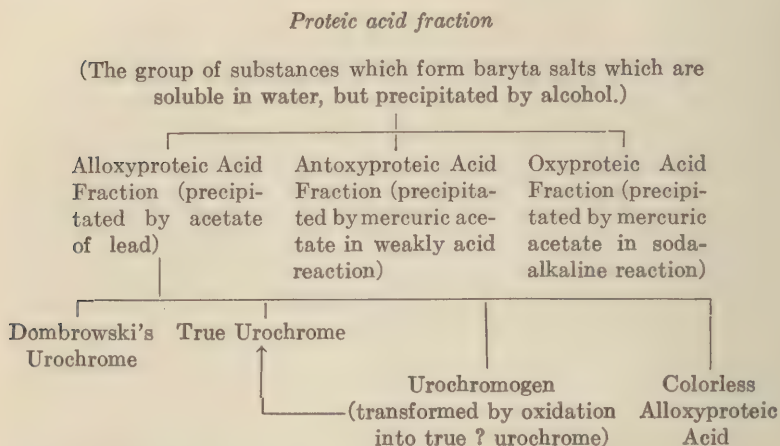 Proteic acid fraction
(The group of substances which form baryta salts which are
soluble in water, but precipitated by alcohol.)
Alloxyproteic Acid
Fraction (precipi-
tated by acetate
of lead)
Antoxyproteic Acid
Fraction (precipita-
ted by mercuric ace-
tate in weakly acid
reaction)
Oxyproteic Acid
Fraction (precipi-
tated by mercuric
acetate in soda-
alkaline reaction)
Dombrowski's
Urochrome
True Urochrome
Urochromogen
(transformed by oxidation
into true ? urochrome)
Colorless
Alloxyproteic
Acid